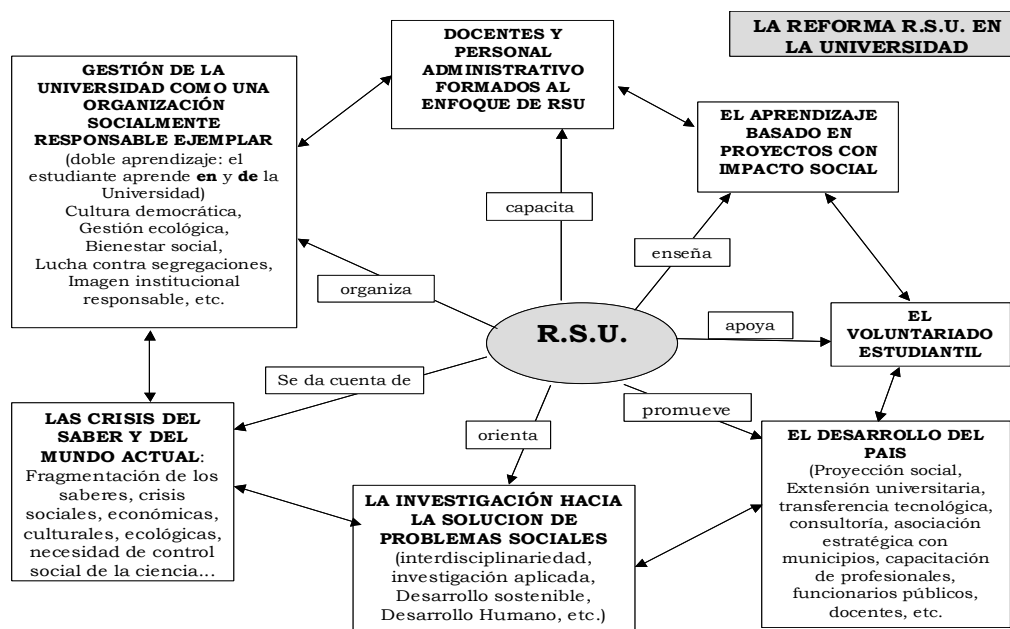 LA REFORMA R.S.U. EN
LA UNIVERSIDAD
DOCENTES Y
PERSONAL
ADMINISTRATIVO
FORMADOS AL
ENFOQUE DE RSU
GESTIÓN DE LA
UNIVERSIDAD COMO UNA
ORGANIZACIÓN
SOCIALMENTE
RESPONSABLE EJEMPLAR
(doble aprendizaje: el
estudiante aprende en y de la
Universidad)
Cultura democrática,
Gestión ecológica,
Bienestar social,
Lucha contra segregaciones,
Imagen institucional
responsable, etc.
EL APRENDIZAJE
BASADO EN
PROYECTOS CON
IMPACTO SOCIAL
capacita
enseña
organiza
R.S.U.
apoya
EL
VOLUNTARIADO
ESTUDIANTIL
Se da cuenta de
promueve
orienta
LAS CRISIS DEL
SABER Y DEL
MUNDO ACTUAL:
Fragmentación de los
saberes, crisis
sociales, económicas,
culturales, ecológicas,
necesidad de control
social de la ciencia...
LA INVESTIGACIÓN HACIA
LA SOLUCION DE
PROBLEMAS SOCIALES
(interdisciplinariedad,
investigación aplicada,
Desarrollo sostenible,
Desarrollo Humano, etc.)
EL DESARROLLO DEL
PAIS
(Proyección social,
Extensión universitaria,
transferencia tecnológica,
consultoría, asociación
estratégica con
municipios, capacitación
de profesionales,
funcionarios públicos,
docentes, etc.